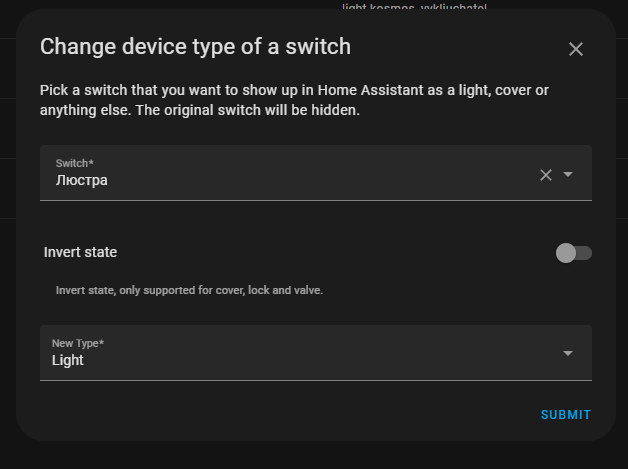 light.kosmos_vykliuchatel
Change device type of a switch
Pick a switch that you want to show up in Home Assistant as a light, cover or
anything else. The original switch will be hidden.
Switch*
Люстра
Invert state
Invert state, only supported for cover, lock and valve.
New Type*
Light
SUBMIT